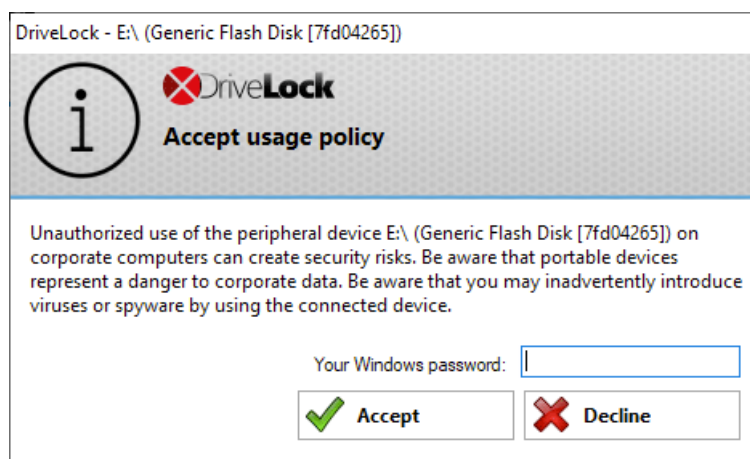 DriveLock - E:\ (Generic Flash Disk [7fd04265])
DriveLock
Accept usage policy
Unauthorized use of the peripheral device E:\ (Generic Flash Disk [7fd04265]) on
corporate computers can create security risks. Be aware that portable devices
represent a danger to corporate data. Be aware that you may inadvertently introduce
viruses or spyware by using the connected device.
Your Windows password:
Accept Decline